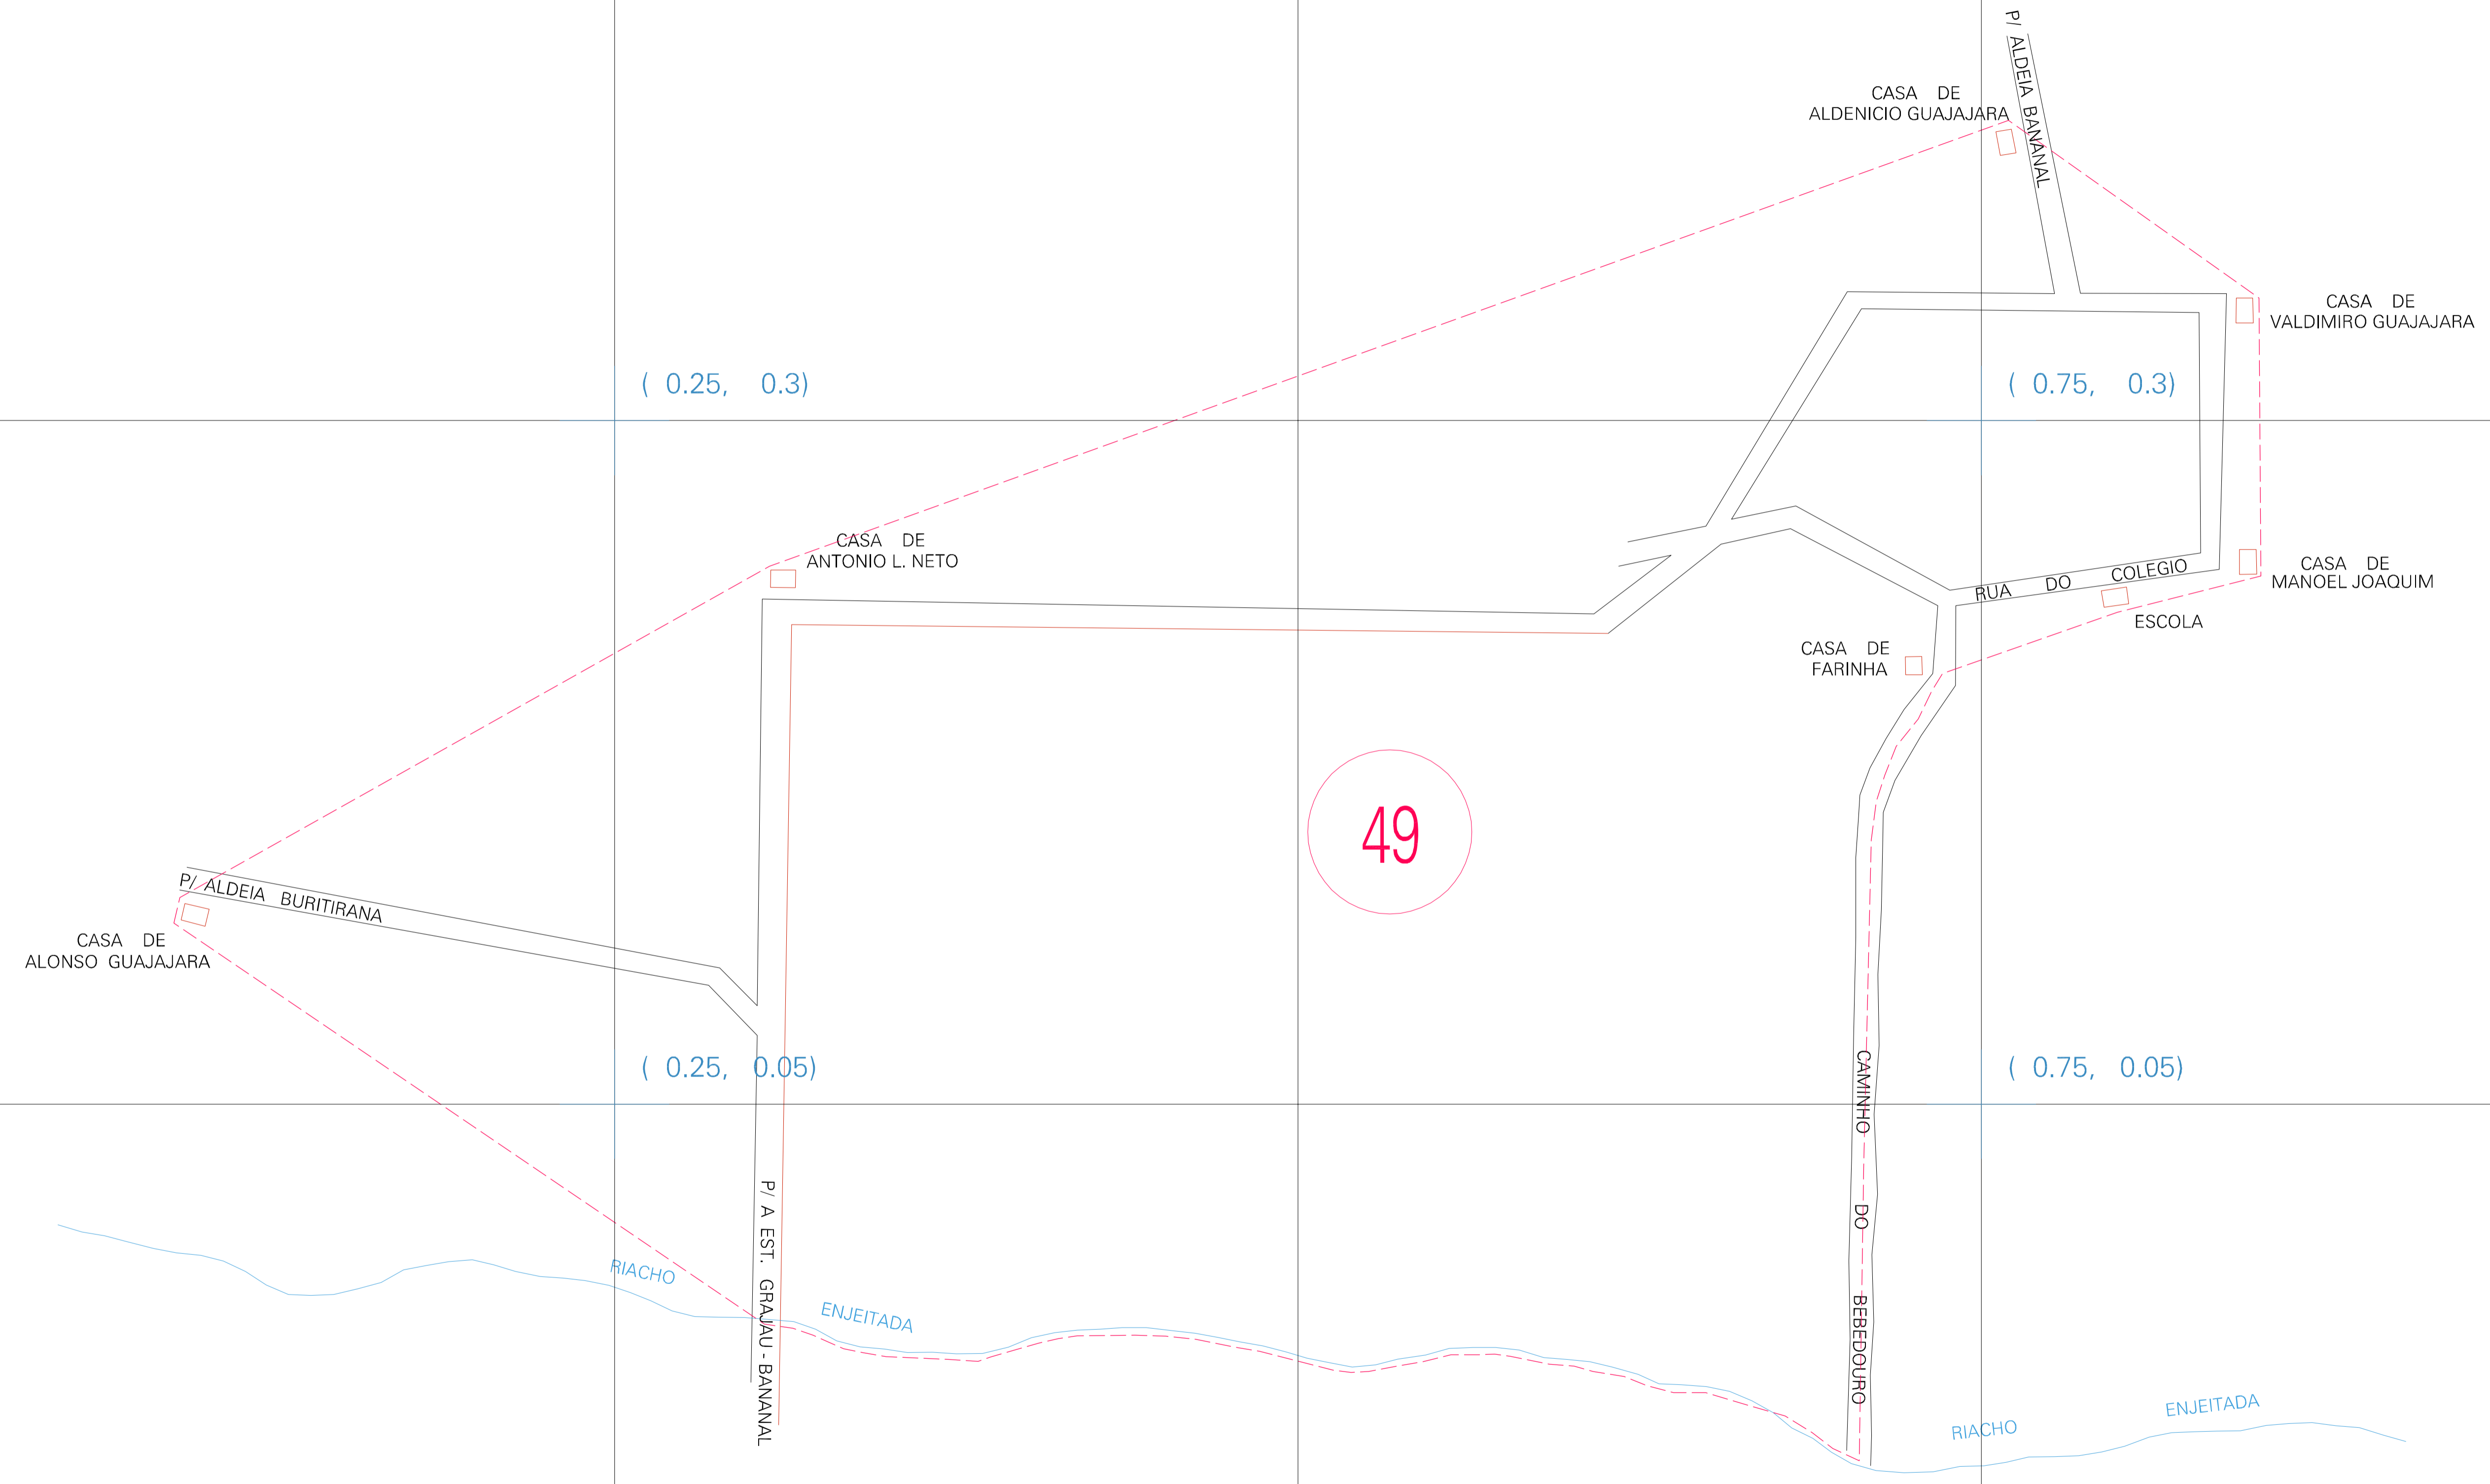 P/ ALDEIA BANANAL
CASA DE
ALDENICIO GUAJAJARA
CASA DE
VALDIMIRO GUAJAJARA
( 0.25, 0.3)
( 0.75, 0.3)
CASA DE
ANTONIO L. NETO
CASA DE
MANOEL JOAQUIM
RUA DO COLEGIO
ESCOLA
CASA DE
FARINHA
49
P/ ALDEIA BURITIRANA
CASA DE
ALONSO GUAJAJARA
( 0.25, 0.05)
( 0.75, 0.05)
CAMINHO DO BEBEDOURO
P/ A EST. GRAJAU - BANANAL
RIACHO ENJEITADA
RIACHO ENJEITADA